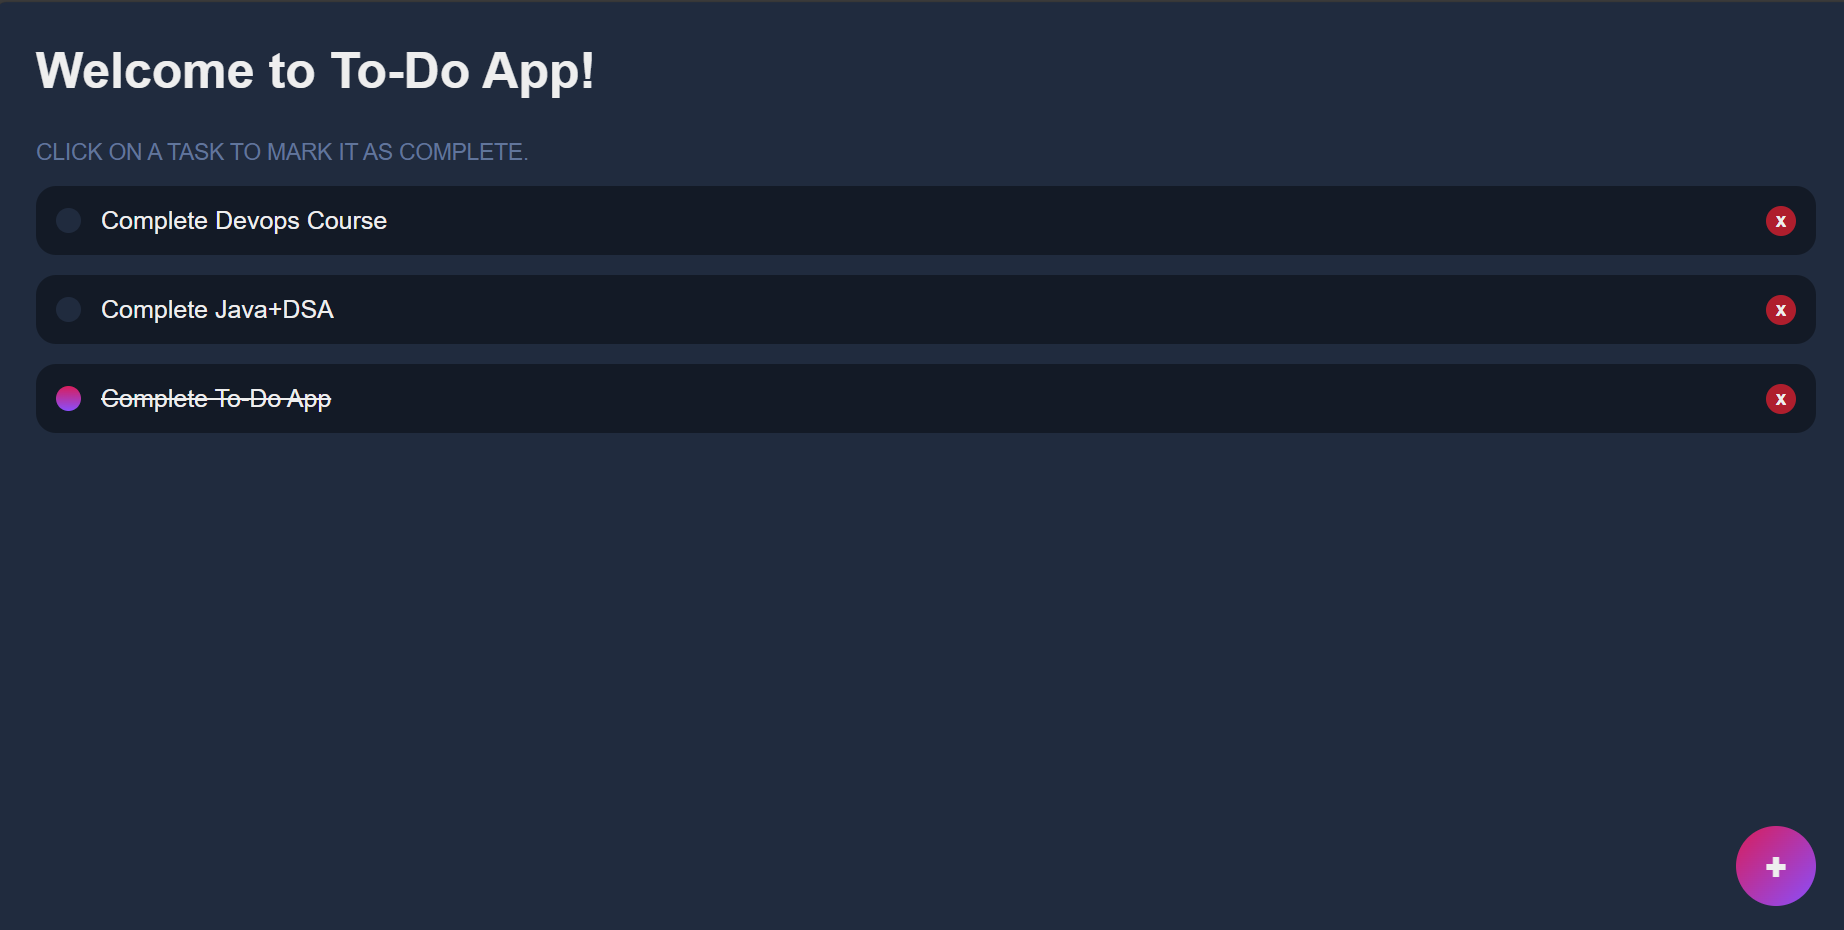 Welcome to To-Do App!
CLICK ON A TASK TO MARK IT AS COMPLETE.
Complete Devops Course
x
Complete Java+DSA
x
Complete To-Do App
x
+